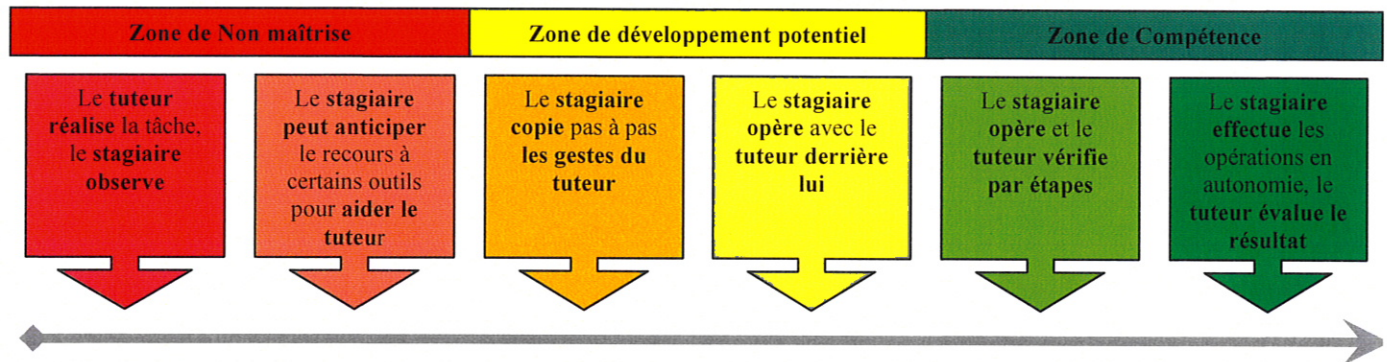 Zone de Non maîtrise
Zone de développement potentiel
Zone de Compétence
Le tuteur
réalise la tâche,
le stagiaire
observe
Le stagiaire
peut anticiper
le recours à
certains outils
pour aider le
tuteur
Le stagiaire
copie pas à pas
les gestes du
tuteur
Le stagiaire
opère avec le
tuteur derrière
lui
Le stagiaire
opère et le
tuteur vérifie
par étapes
Le stagiaire
effectue les
opérations en
autonomie, le
tuteur évalue le
résultat